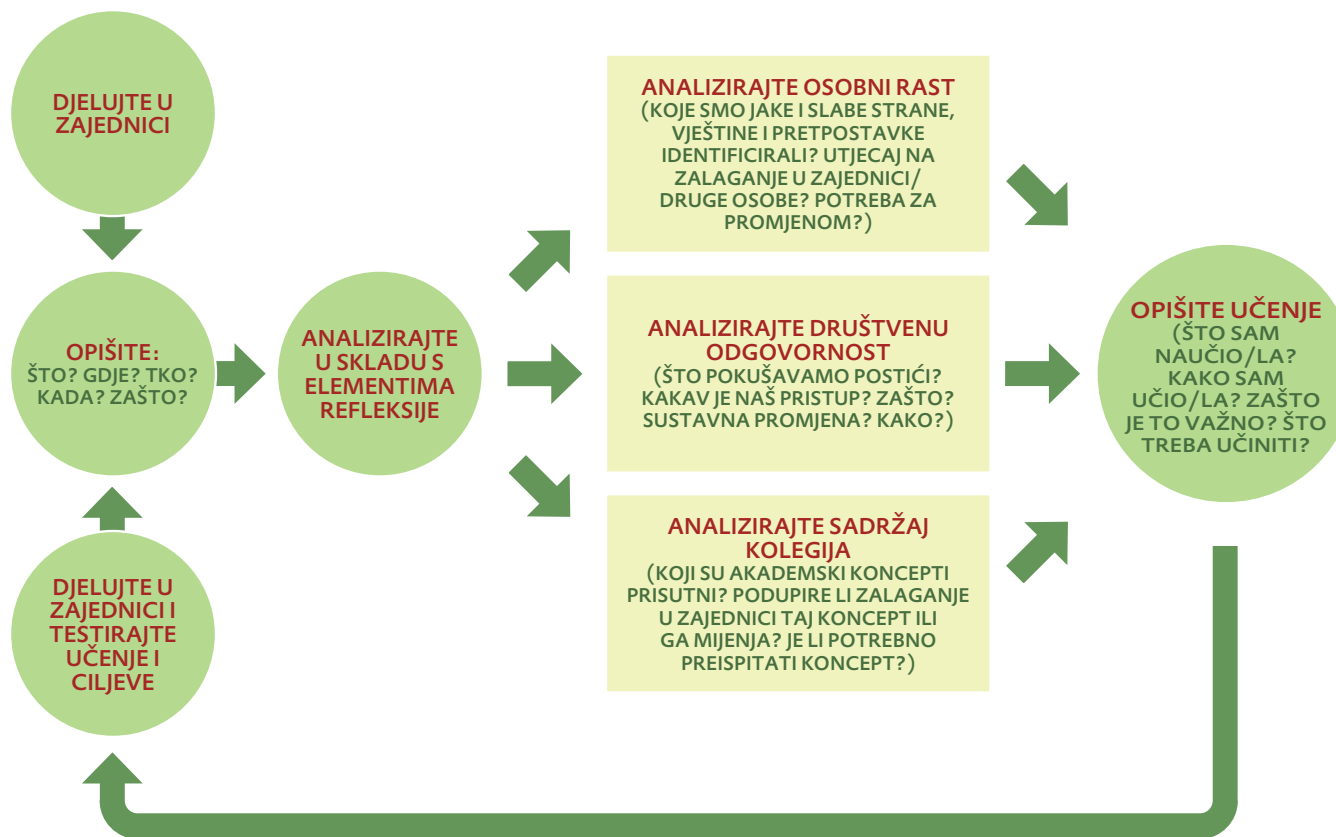 DJELUJTE U
ZAJEDNICI
OPIŠITE:
ŠTO? GDJE? TKO?
KADA? ZAŠTO?
DJELUJTE U
ZAJEDNICI I
TESTIRAJTE
UČENJE I
CILJEVE
ANALIZIRAJTE
U SKLADU S
ELEMENTIMA
REFLEKSIJE
ANALIZIRAJTE OSOBNI RAST
(KOJE SMO JAKE I SLABE STRANE,
VJEŠTINE I PRETPOSTAVKE
IDENTIFICIRALI? UTJECAJ NA
ZALAGANJE U ZAJEDNICI/
DRUGE OSOBE? POTREBA ZA
PROMJENOM?)
ANALIZIRAJTE DRUŠTVENU
ODGOVORNOST
(ŠTO POKUŠAVAMO POSTIĆI?
KAKAV JE NAŠ PRISTUP? ZAŠTO?
SUSTAVNA PROMJENA? KAKO?)
ANALIZIRAJTE SADRŽAJ
KOLEGIJA
(KOJI SU AKADEMSKI KONCEPTI
PRISUTNI? PODUPIRE LI ZALAGANJE
U ZAJEDNICI TAJ KONCEPT ILI
GA MIJENJA? JE LI POTREBNO
PREISPITATI KONCEPT?)
OPIŠITE UČENJE
(ŠTO SAM
NAUČIO/LA?
KAKO SAM
UČIO/LA? ZAŠTO
JE TO VAŽNO? ŠTO
TREBA UČINITI?